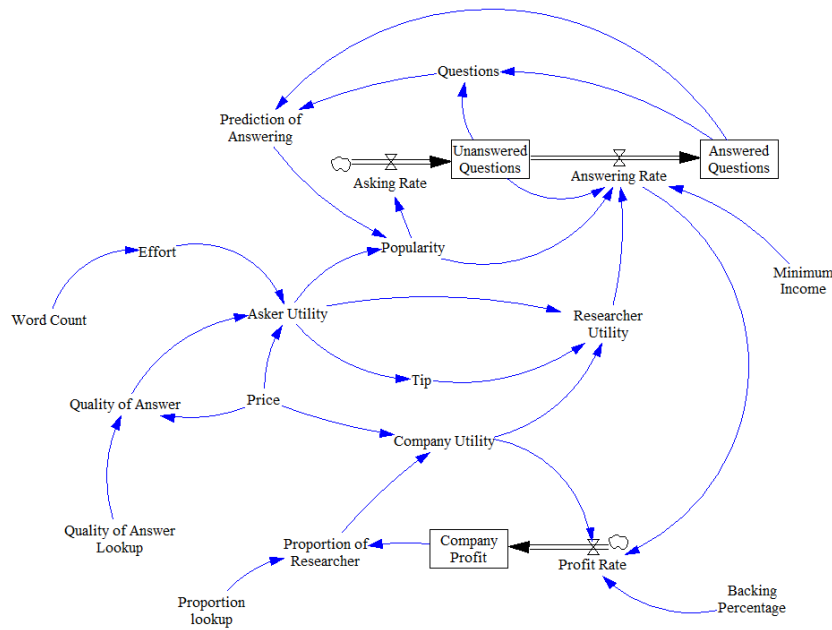 Questions
Prediction of
Answering
Unanswered
Questions
Answered
Questions
Asking Rate
Answering Rate
Effort
Popularity
Minimum
Income
Word Count
Asker Utility
Researcher
Utility
Tip
Quality of Answer
Price
Company Utility
Quality of Answer
Lookup
Proportion of
Researcher
Company
Profit
Profit Rate
Proportion
lookup
Backing
Percentage